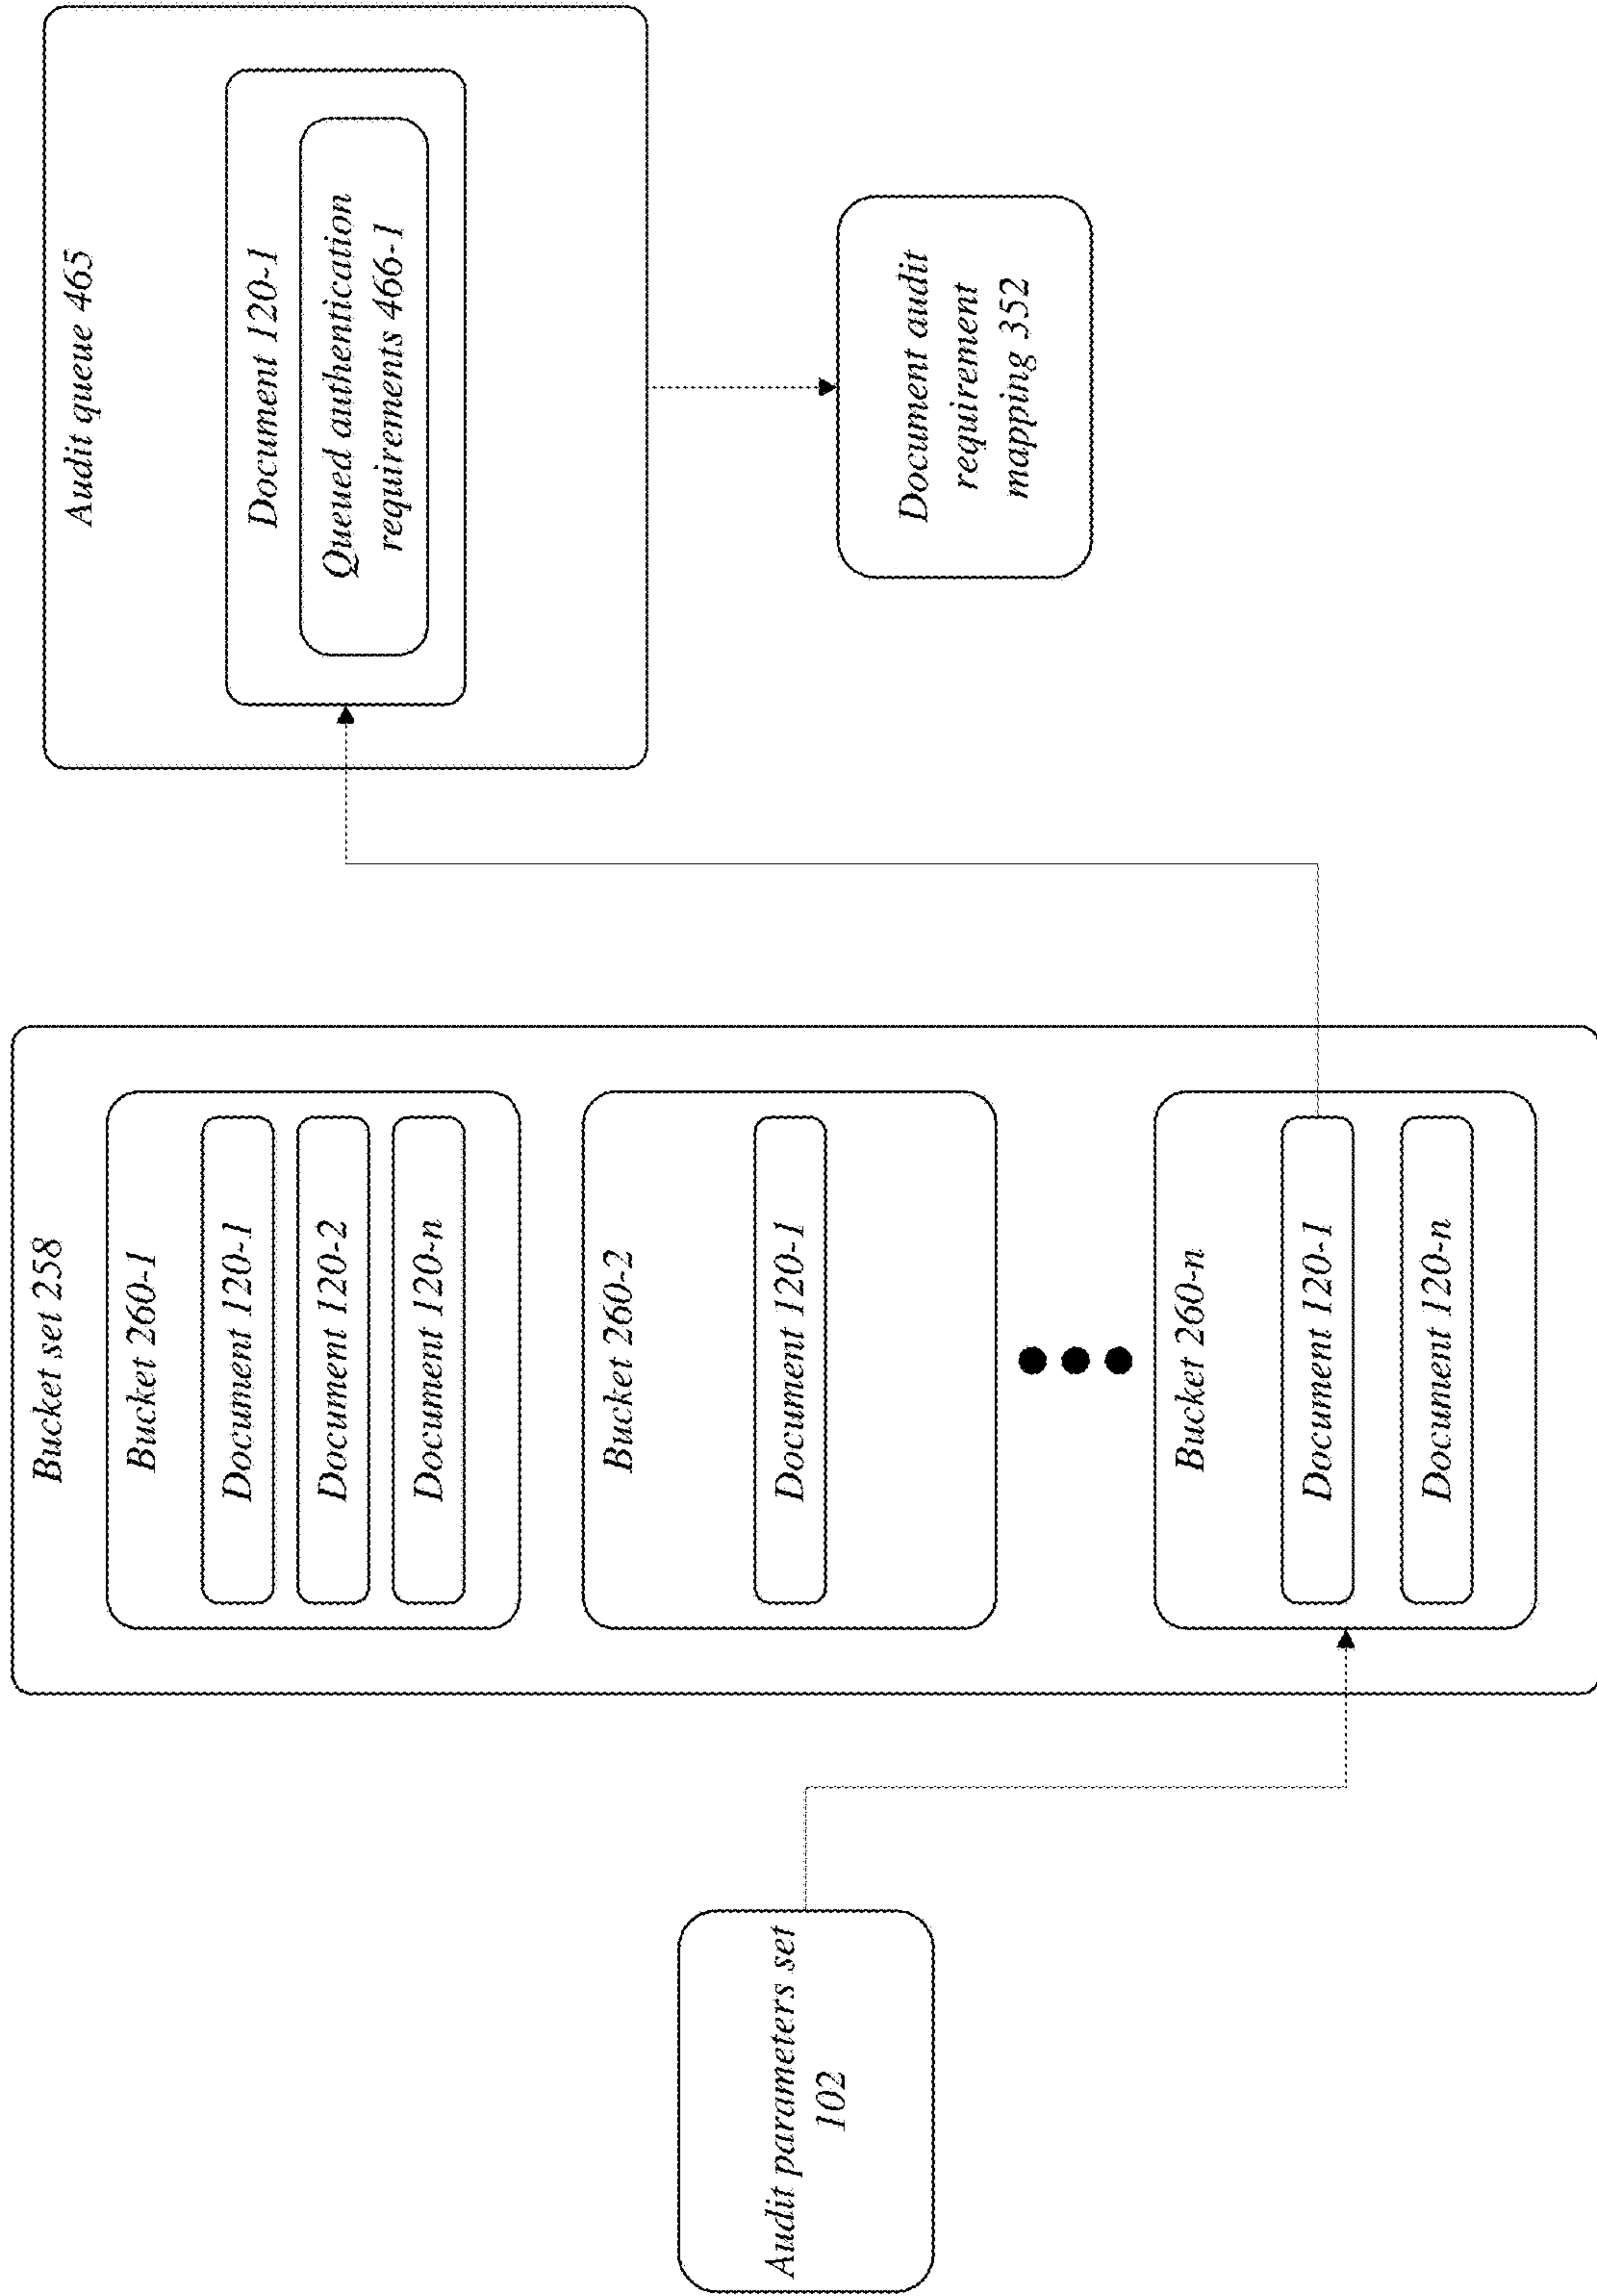 Audit parameters set
102
Bucket set 258
Bucket 260-1
Document 120-1
Document 120-2
Document 120-n
Bucket 260-2
Document 120-1
Bucket 260-n
Document 120-1
Document 120-n
Audit queue 465
Document 120-1
Queued authentication
requirements 466-1
Document audit
requirement
mapping 352